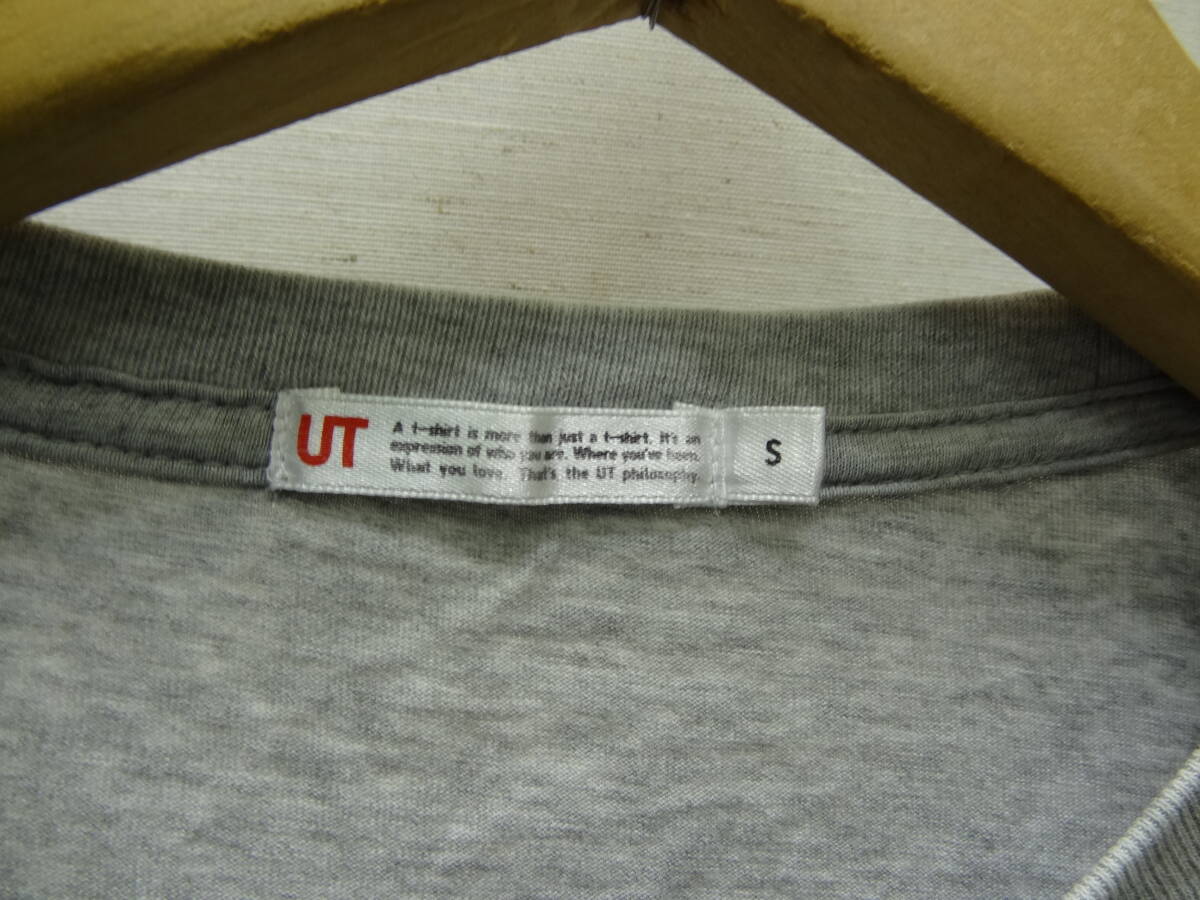 UT
A t-shirt is more than just a t-shirt. It's an
expression of who you are. Where you've been.
What you love. That's the UT philosophy.
S